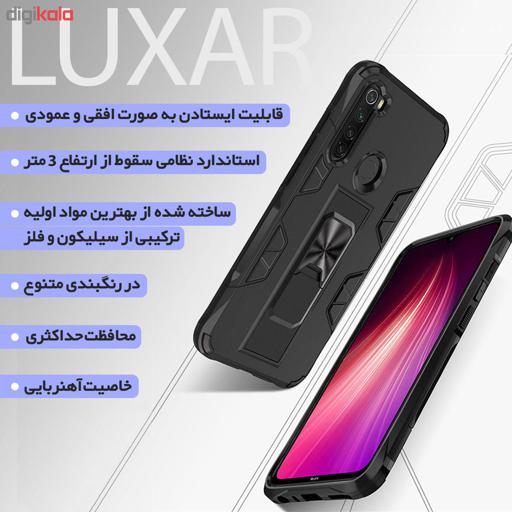 digikala
LUXAR
قابلیت ایستادن به صورت افقی و عمودی
استاندارد نظامی سقوط از ارتفاع 3 متر
ساخته شده از بهترین مواد اولیه
ترکیبی از سیلیکون و فلز
در رنگبندی متنوع
محافظت حداکثری
خاصیت آهنربایی